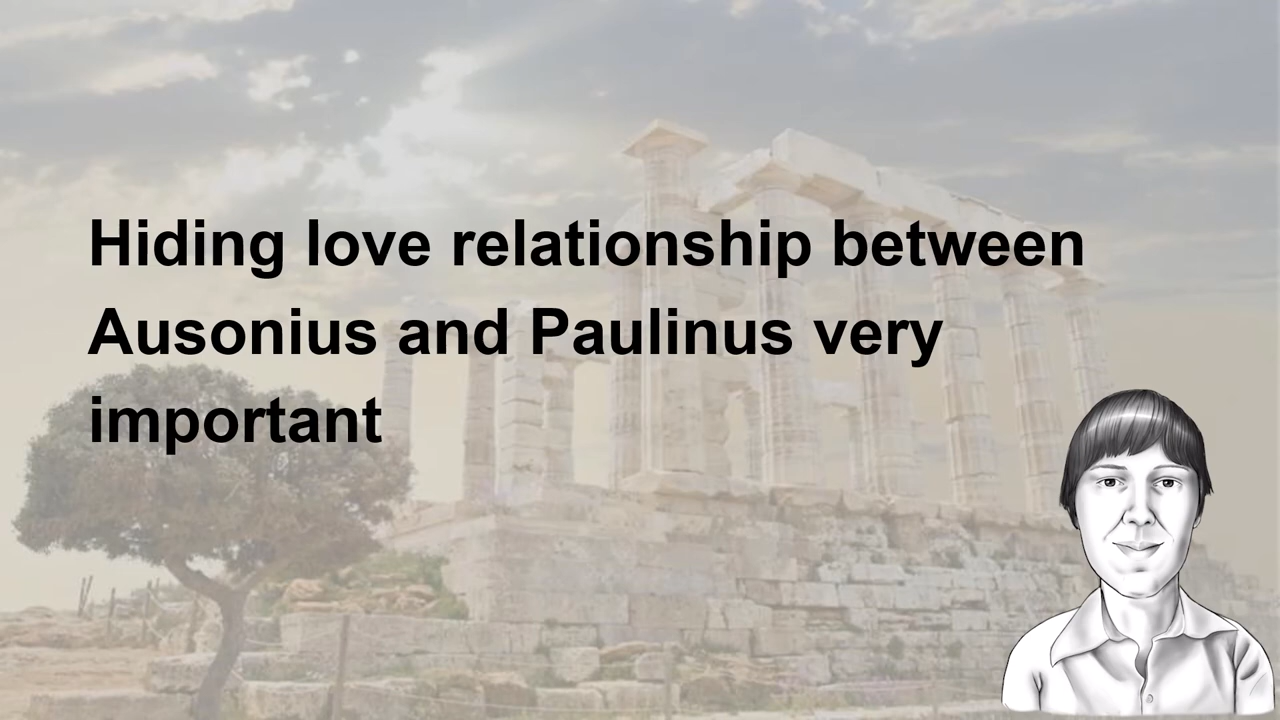 Hiding love relationship between
Ausonius and Paulinus very
important